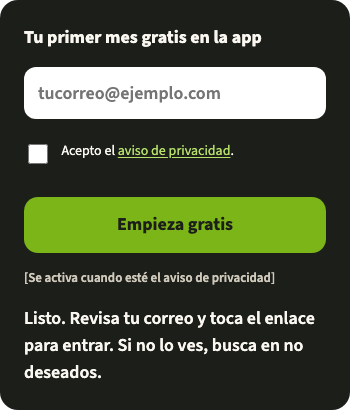 Tu primer mes gratis en la app
tucorreo@ejemplo.com
Acepto el aviso de privacidad.
Empieza gratis
[Se activa cuando esté el aviso de privacidad]
Listo. Revisa tu correo y toca el enlace
para entrar. Si no lo ves, busca en no
deseados.